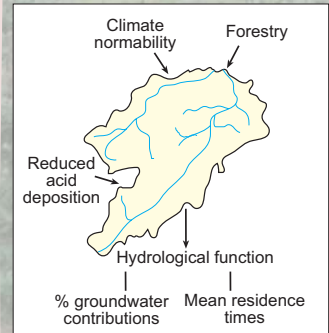 Climate
normability
Forestry
Reduced
acid
deposition
Hydrological function
% groundwater
contributions
Mean residence
times